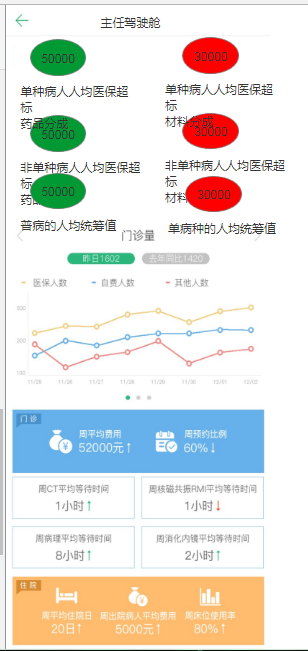 主任驾驶舱
50000
30000
单种病人人均医保超
标
药品分成
单种病人人均医保超
标
材料分成
50000
30000
非单种病人人均医保超
标
非单种病人人均医保超
标
材料
50000
30000
普病的人均统筹值
单病种的人均统筹值
门诊量
昨日1602
去年同比1420
医保人数
自费人数
其他人数
500
300
100
11/25
11/26
11/27
11/28
11/29
11/30
12/01
12/02
门诊
周平均费用
52000元↑
周预约比例
60%↓
周CT平均等待时间
1小时↑
周核磁共振RMI平均等待时间
1小时↓
周病理平均等待时间
8小时↑
周消化内镜平均等待时间
2小时↑
住院
周平均住院日
20日↑
周出院病人平均费用
5000元↑
周床位使用率
80%↑